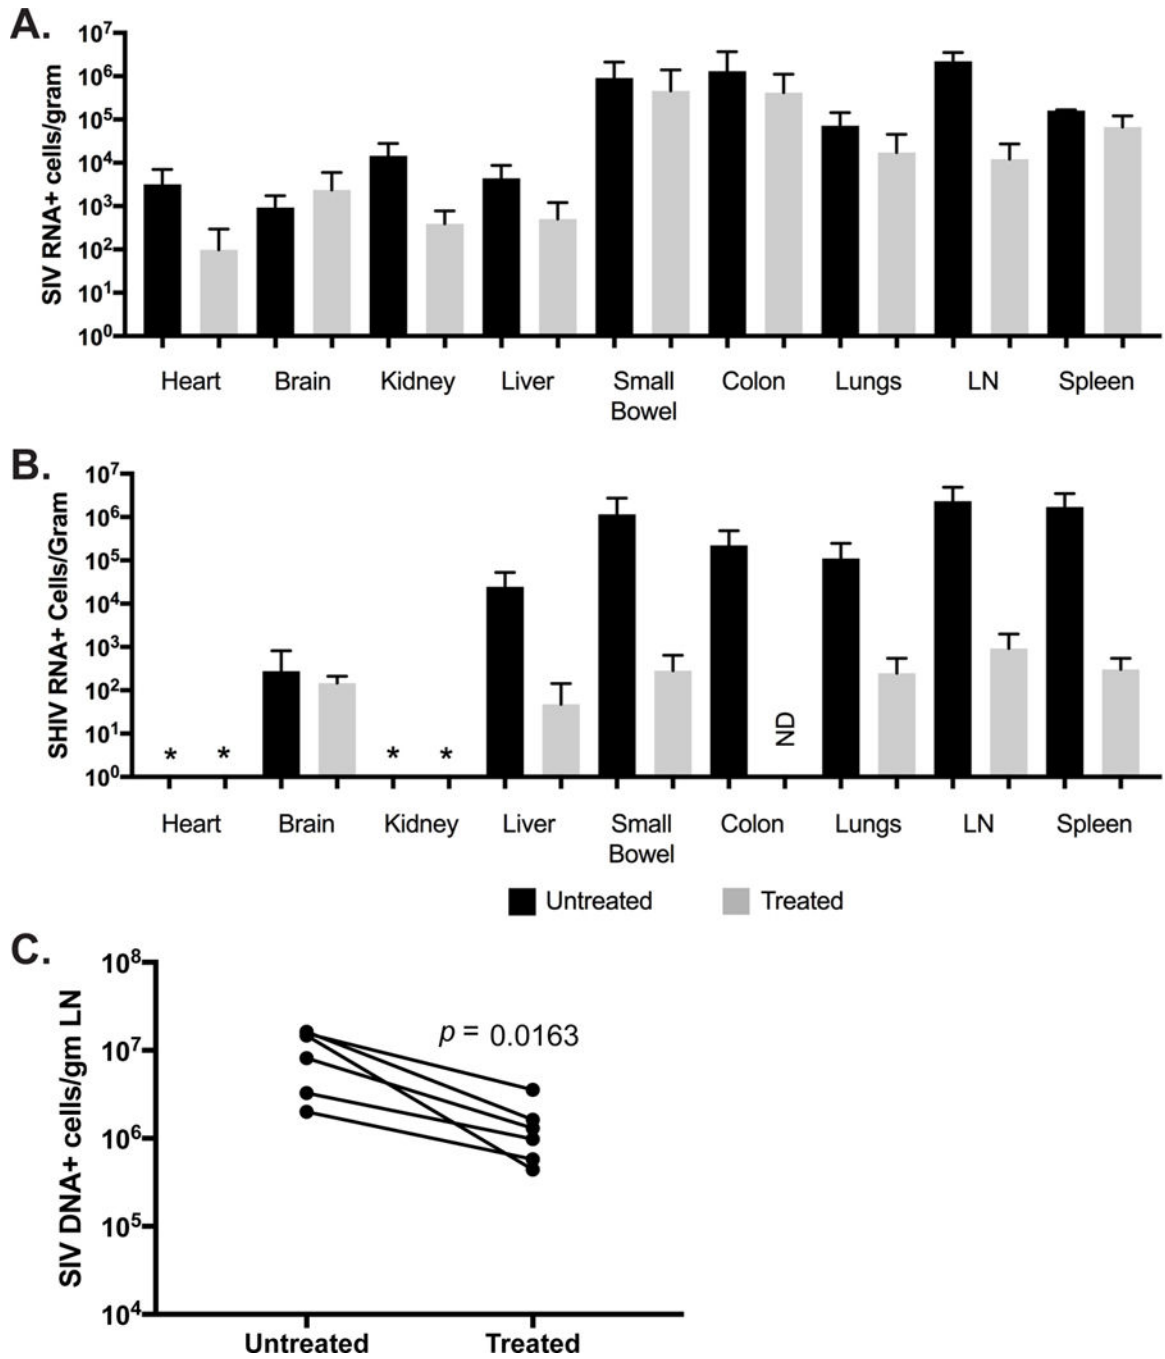 A.
SIV RNA+ cells/gram
10⁷
10⁶
10⁵
10⁴
10³
10²
10¹
10⁰
Heart Brain Kidney Liver Small Bowel Colon Lungs LN Spleen
B.
SHIV RNA+ Cells/Gram
10⁷
10⁶
10⁵
10⁴
10³
10²
10¹
10⁰
* * * * ND
Heart Brain Kidney Liver Small Bowel Colon Lungs LN Spleen
Untreated Treated
C.
SIV DNA+ cells/gm LN
10⁸
10⁷
10⁶
10⁵
10⁴
p = 0.0163
Untreated Treated